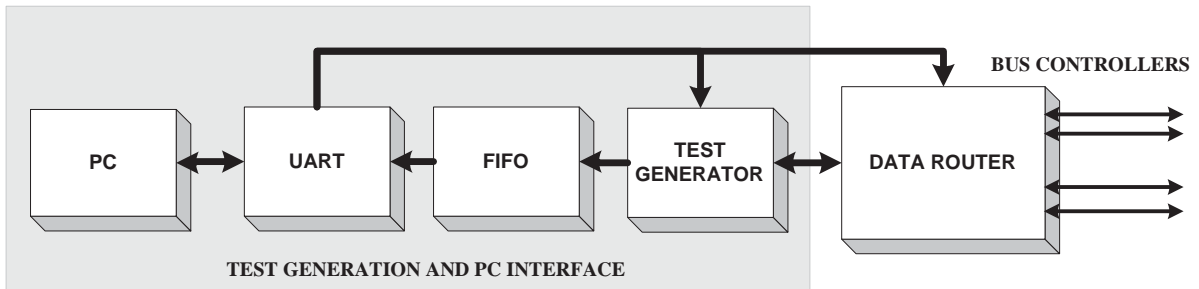 BUS CONTROLLERS
PC
UART
FIFO
TEST
GENERATOR
DATA ROUTER
TEST GENERATION AND PC INTERFACE